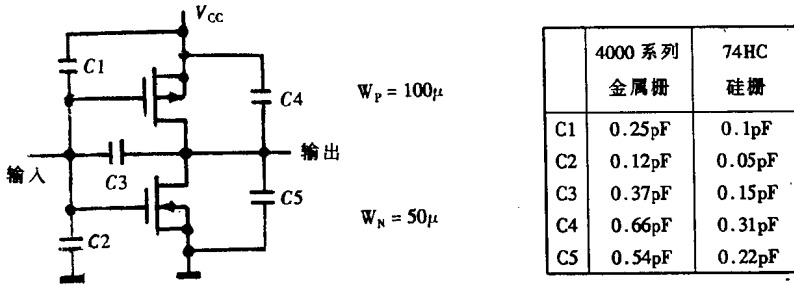 V_CC
C1
C4
W_P = 100μ
输入
C3
输出
C2
C5
W_N = 50μ
4000 系列 74HC
金属栅 硅栅
C1 0.25pF 0.1pF
C2 0.12pF 0.05pF
C3 0.37pF 0.15pF
C4 0.66pF 0.31pF
C5 0.54pF 0.22pF